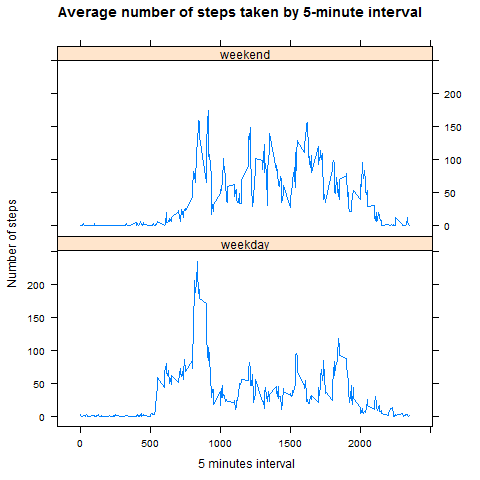 Average number of steps taken by 5-minute interval
weekend
200
150
100
50
0
Number of steps
weekday
200
150
100
50
0
0 500 1000 1500 2000
5 minutes interval